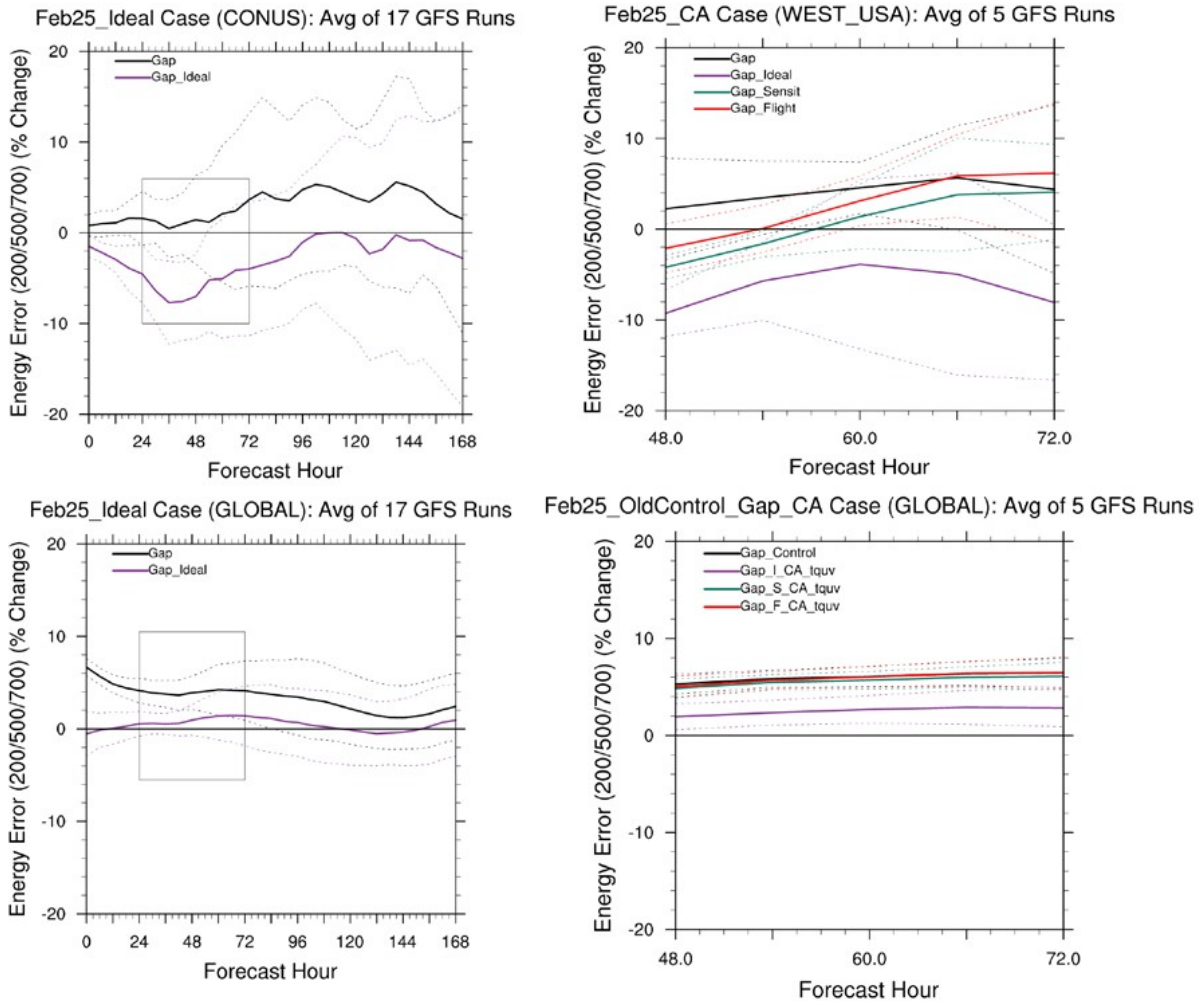 Feb25_Ideal Case (CONUS): Avg of 17 GFS Runs
Energy Error (200/500/700) (% Change)
20
10
0
-10
-20
Gap
Gap_Ideal
0 24 48 72 96 120 144 168
Forecast Hour
Feb25_CA Case (WEST_USA): Avg of 5 GFS Runs
Energy Error (200/500/700) (% Change)
20
10
0
-10
-20
Gap
Gap_Ideal
Gap_Sensit
Gap_Flight
48.0 60.0 72.0
Forecast Hour
Feb25_Ideal Case (GLOBAL): Avg of 17 GFS Runs
Energy Error (200/500/700) (% Change)
20
10
0
-10
-20
Gap
Gap_Ideal
0 24 48 72 96 120 144 168
Forecast Hour
Feb25_OldControl_Gap_CA Case (GLOBAL): Avg of 5 GFS Runs
Energy Error (200/500/700) (% Change)
20
10
0
-10
-20
Gap_Control
Gap_I_CA_tquv
Gap_S_CA_tquv
Gap_F_CA_tquv
48.0 60.0 72.0
Forecast Hour